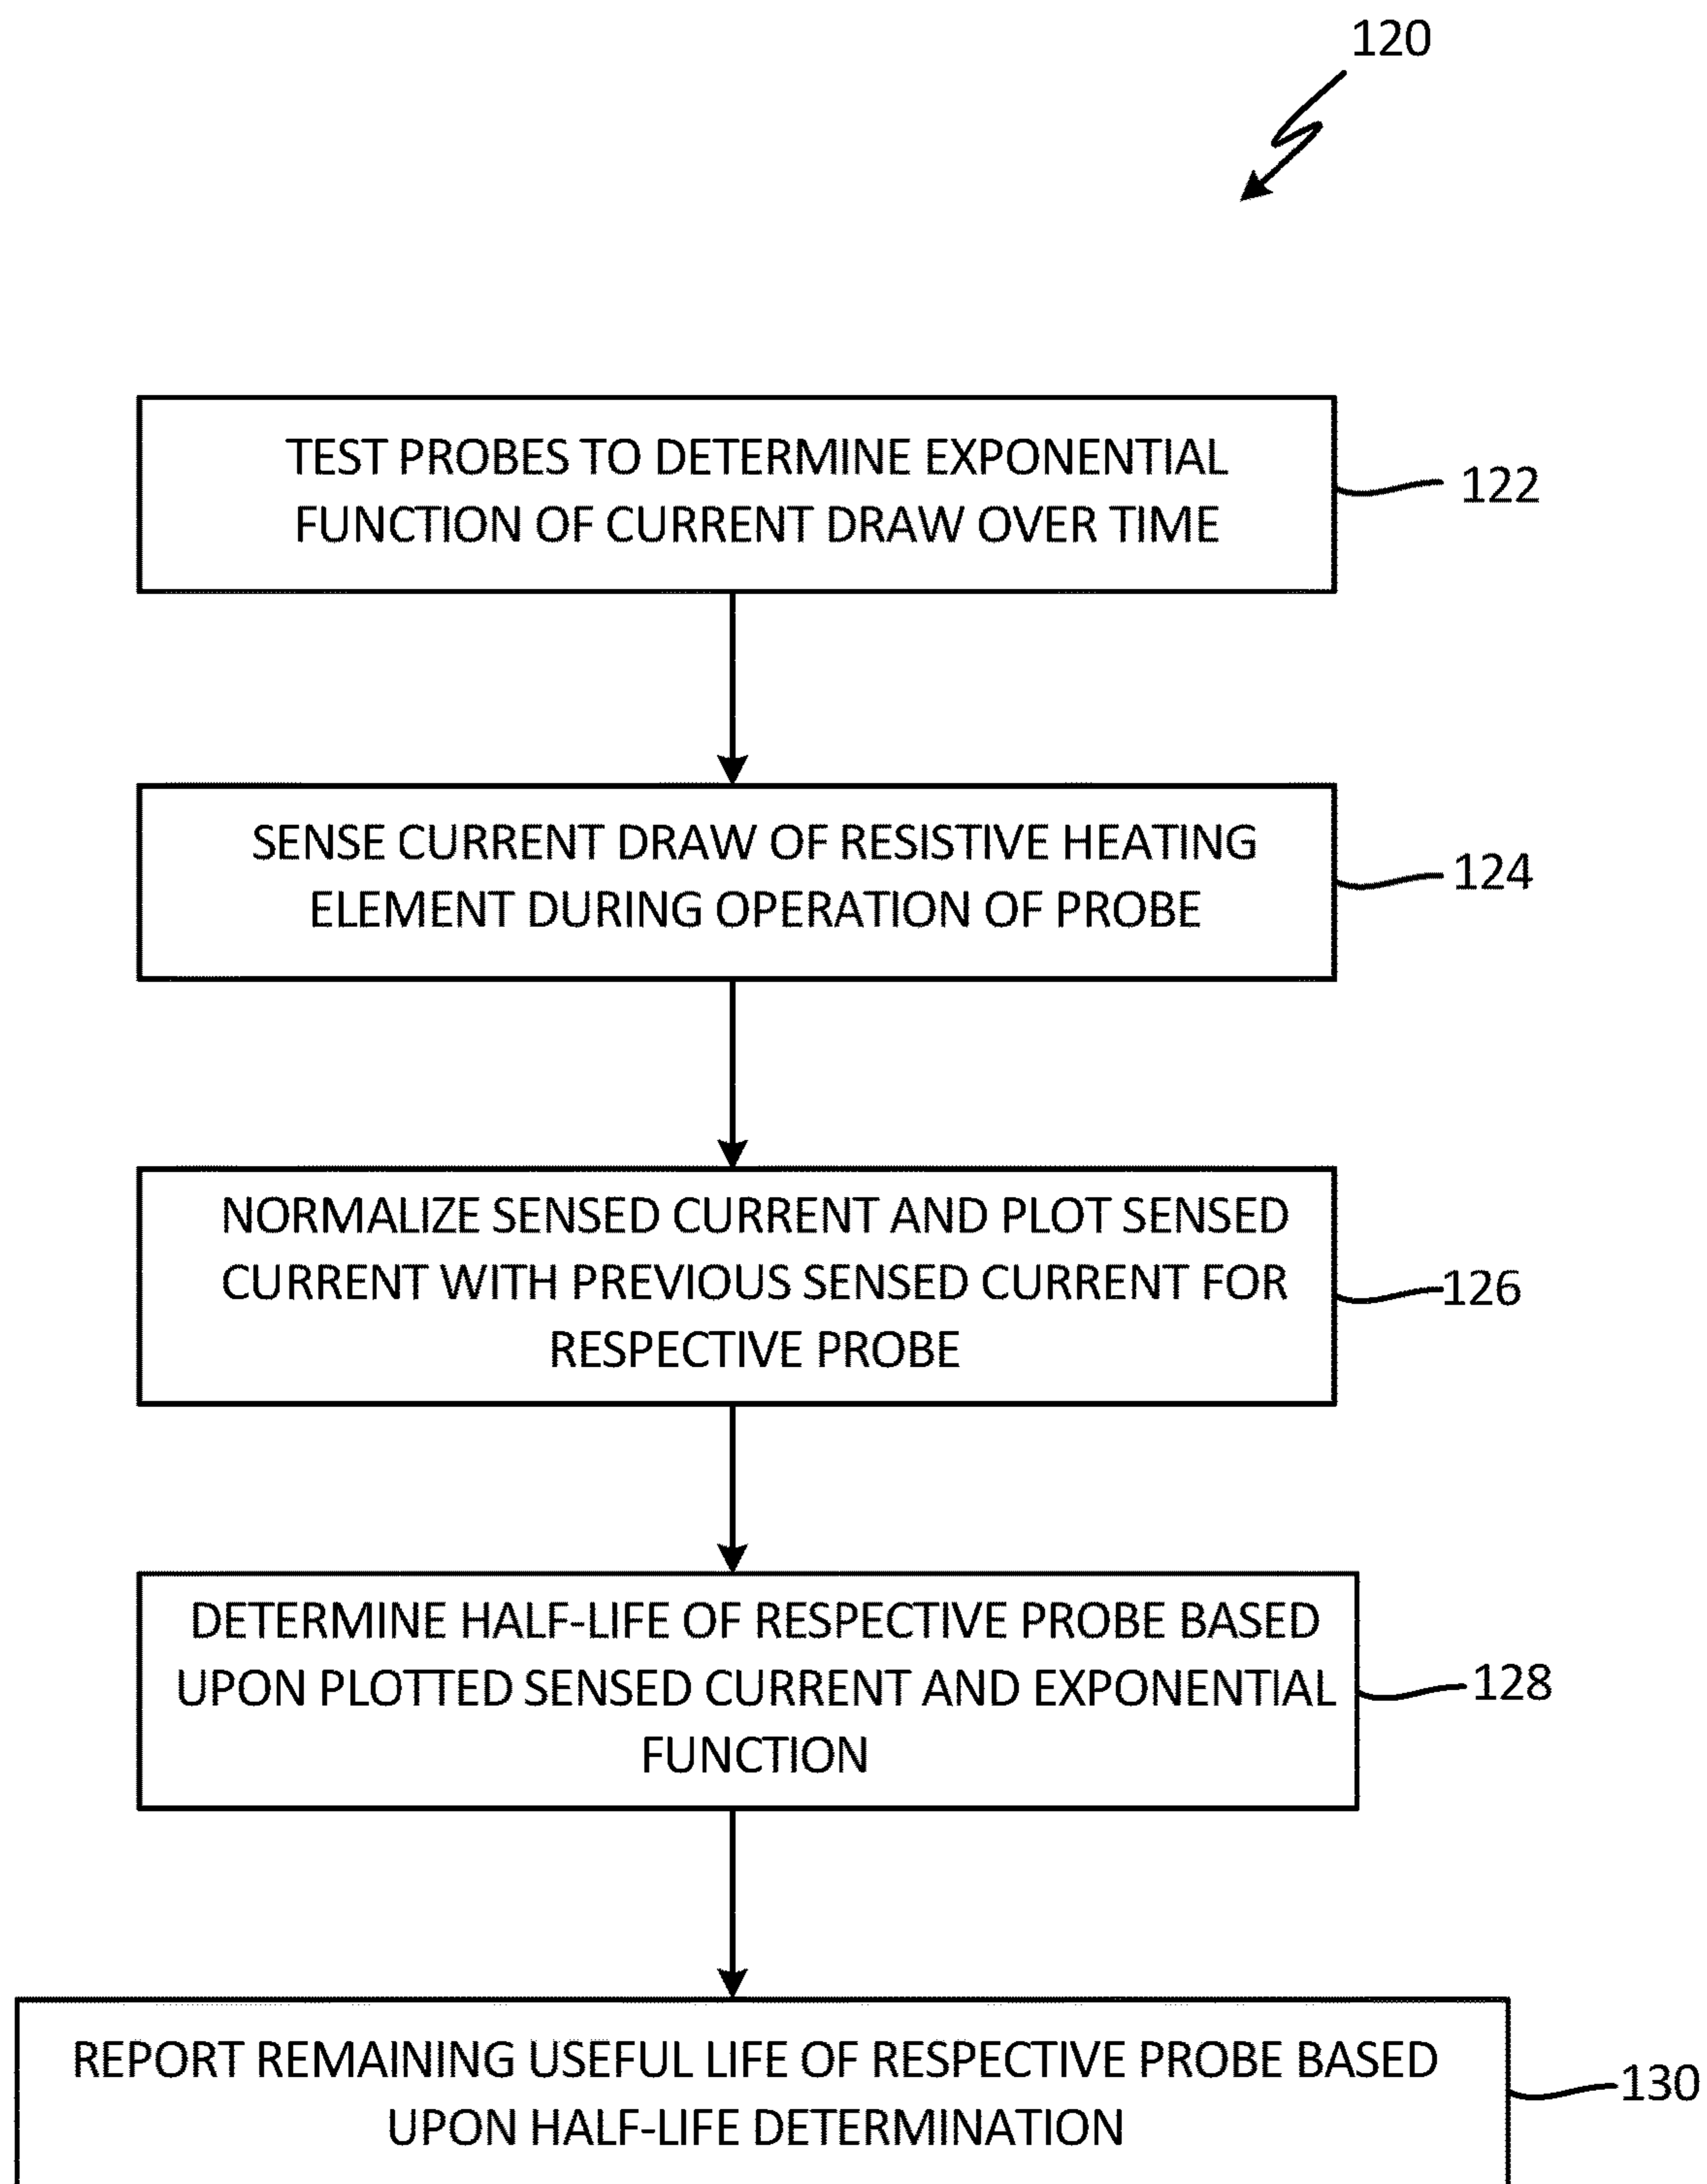 120
TEST PROBES TO DETERMINE EXPONENTIAL
FUNCTION OF CURRENT DRAW OVER TIME
122
SENSE CURRENT DRAW OF RESISTIVE HEATING
ELEMENT DURING OPERATION OF PROBE
124
NORMALIZE SENSED CURRENT AND PLOT SENSED
CURRENT WITH PREVIOUS SENSED CURRENT FOR
RESPECTIVE PROBE
126
DETERMINE HALF-LIFE OF RESPECTIVE PROBE BASED
UPON PLOTTED SENSED CURRENT AND EXPONENTIAL
FUNCTION
128
REPORT REMAINING USEFUL LIFE OF RESPECTIVE PROBE BASED
UPON HALF-LIFE DETERMINATION
130